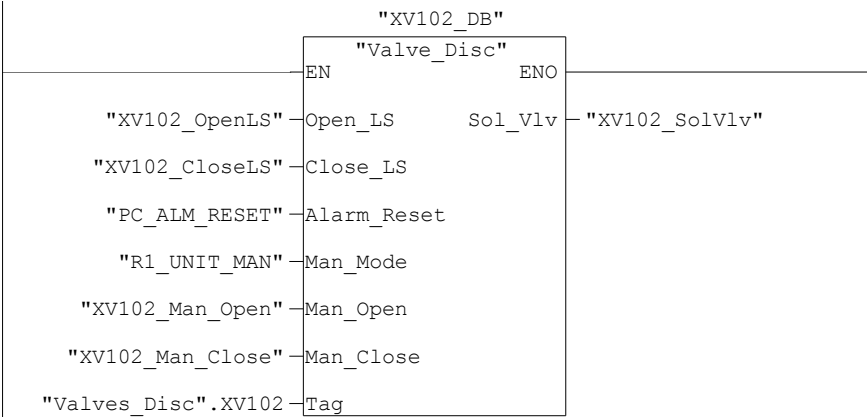 "XV102_DB"
"Valve_Disc"
EN ENO
"XV102_OpenLS" Open_LS Sol_Vlv "XV102_SolVlv"
"XV102_CloseLS" Close_LS
"PC_ALM_RESET" Alarm_Reset
"R1_UNIT_MAN" Man_Mode
"XV102_Man_Open" Man_Open
"XV102_Man_Close" Man_Close
"Valves_Disc".XV102 Tag